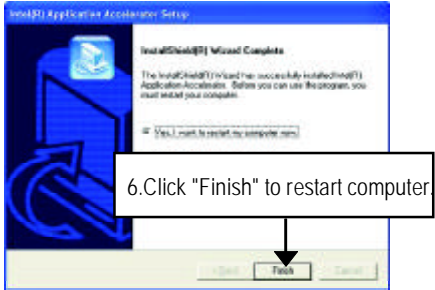 Intel(R) Application Accelerator Setup
InstallShield(R) Wizard Complete
The InstallShield(R) Wizard has successfully installed Intel(R)
Application Accelerator. Before you can use the program, you
must restart your computer.
Yes, I want to restart my computer now.
6.Click "Finish" to restart computer.
< Back
Finish
Cancel